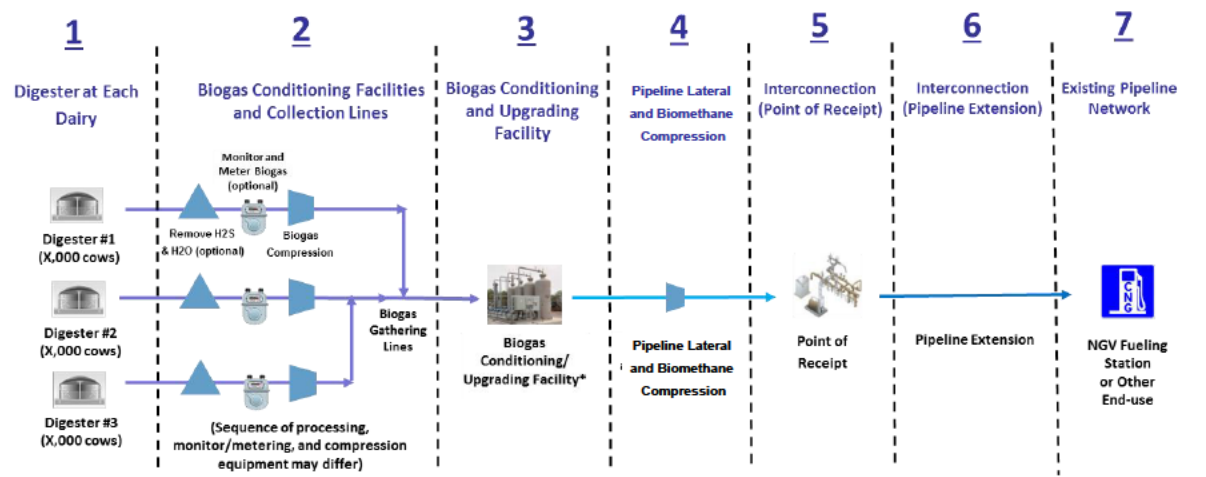 1
2
3
4
5
6
7
Digester at Each
Dairy
Biogas Conditioning Facilities
and Collection Lines
Biogas Conditioning
and Upgrading
Facility
Pipeline Lateral
and Biomethane
Compression
Interconnection
(Point of Receipt)
Interconnection
(Pipeline Extension)
Existing Pipeline
Network
Monitor and
Meter Biogas
(optional)
Digester #1
(X,000 cows)
Remove H2S
& H2O (optional)
Biogas
Compression
Digester #2
(X,000 cows)
Digester #3
(X,000 cows)
(Sequence of processing,
monitor/metering, and compression
equipment may differ)
Biogas
Gathering
Lines
Biogas
Conditioning/
Upgrading Facility*
Pipeline Lateral
and Biomethane
Compression
Point of
Receipt
Pipeline Extension
CNG
NGV Fueling
Station
or Other
End-use